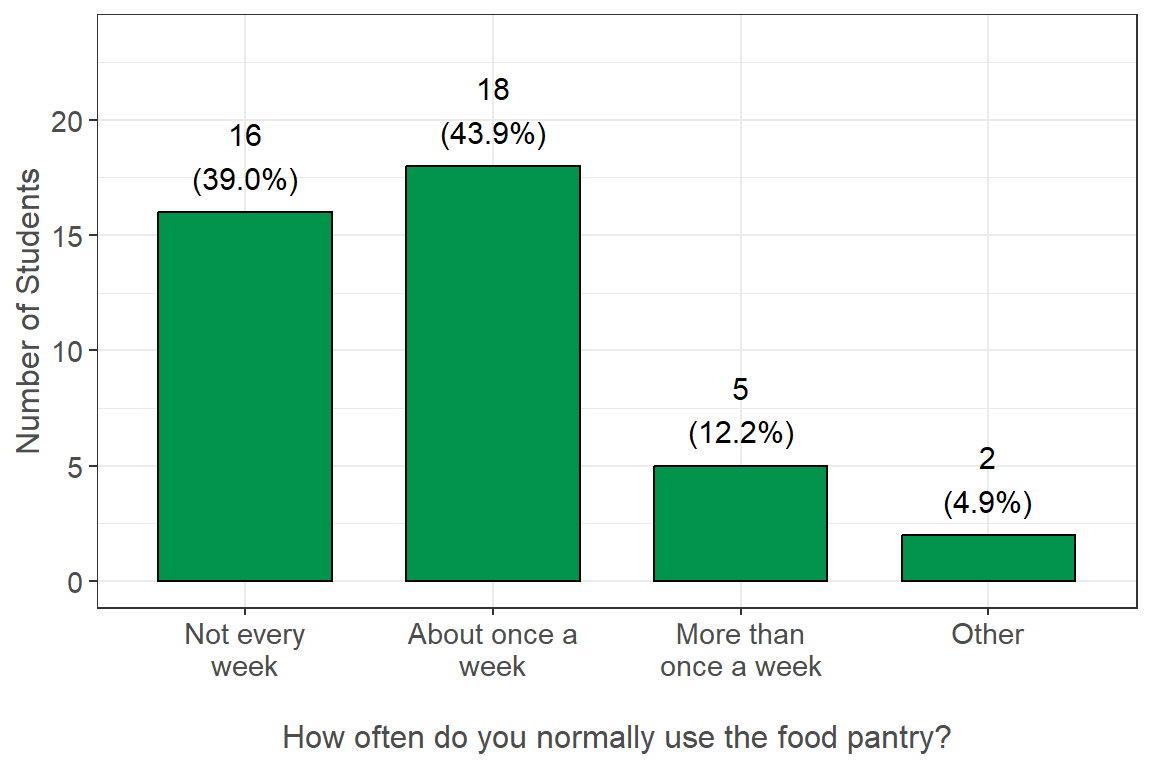 18
(43.9%)
16
(39.0%)
5
(12.2%)
2
(4.9%)
20
15
10
5
0
Number of Students
Not every
week
About once a
week
More than
once a week
Other
How often do you normally use the food pantry?